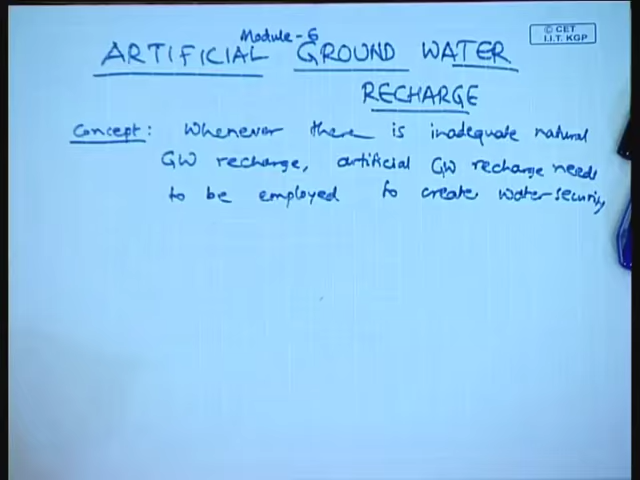 Module-6
© CET
I.I.T. KGP
ARTIFICIAL GROUND WATER
RECHARGE
Concept: Whenever there is inadequate natural
GW recharge, artificial GW recharge needs
to be employed to create water security